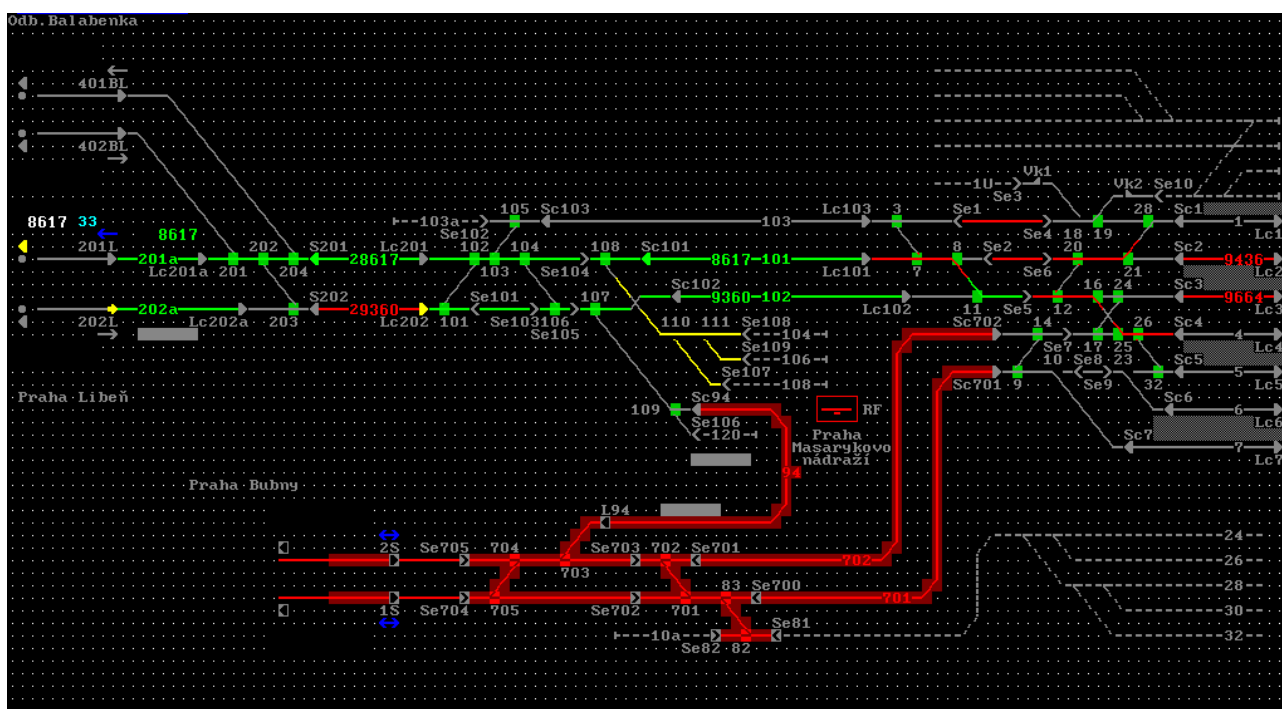 Odb.Balabenka
401BL
402BL
1U Vk1 Vk2 Se10
Se3
8617 33 105 Sc103 Lc103 3 Se1 28 Sc1
103a 103 1
8617 Se102 Se4 18 19 Lc1
201L 202 S201 Lc201 102 104 108 Sc101 8 Se2 20 Sc2
201a 28617 8617-101 9436
Lc201a 201 204 103 Se104 Lc101 7 Se6 21 Lc2
S202 Se101 107 Sc102 11 Se5 16 24 Sc3
202a 29360 9360-102 9664
202L Lc202a 203 Lc202 101 Se103 106 110 111 Se108 Lc102 Sc702 14 12 26 Sc4 Lc3
Se105 104 4
Se109 Se7 17 25 Lc4
106 10 Se8 23 Sc5
Se107 5
108 Sc701 9 Se9 32 Lc5
Praha Libeň Sc94 Sc6
109 RF 6
Se106 Lc6
120 Praha Sc7
Masarykovo 7
nádraží Lc7
94
Praha Bubny
L94
24
2S Se705 704 Se703 702 Se701
703 702 26
28
83 Se700
701
1S Se704 705 Se702 701 30
Se81
10a 32
Se82 82